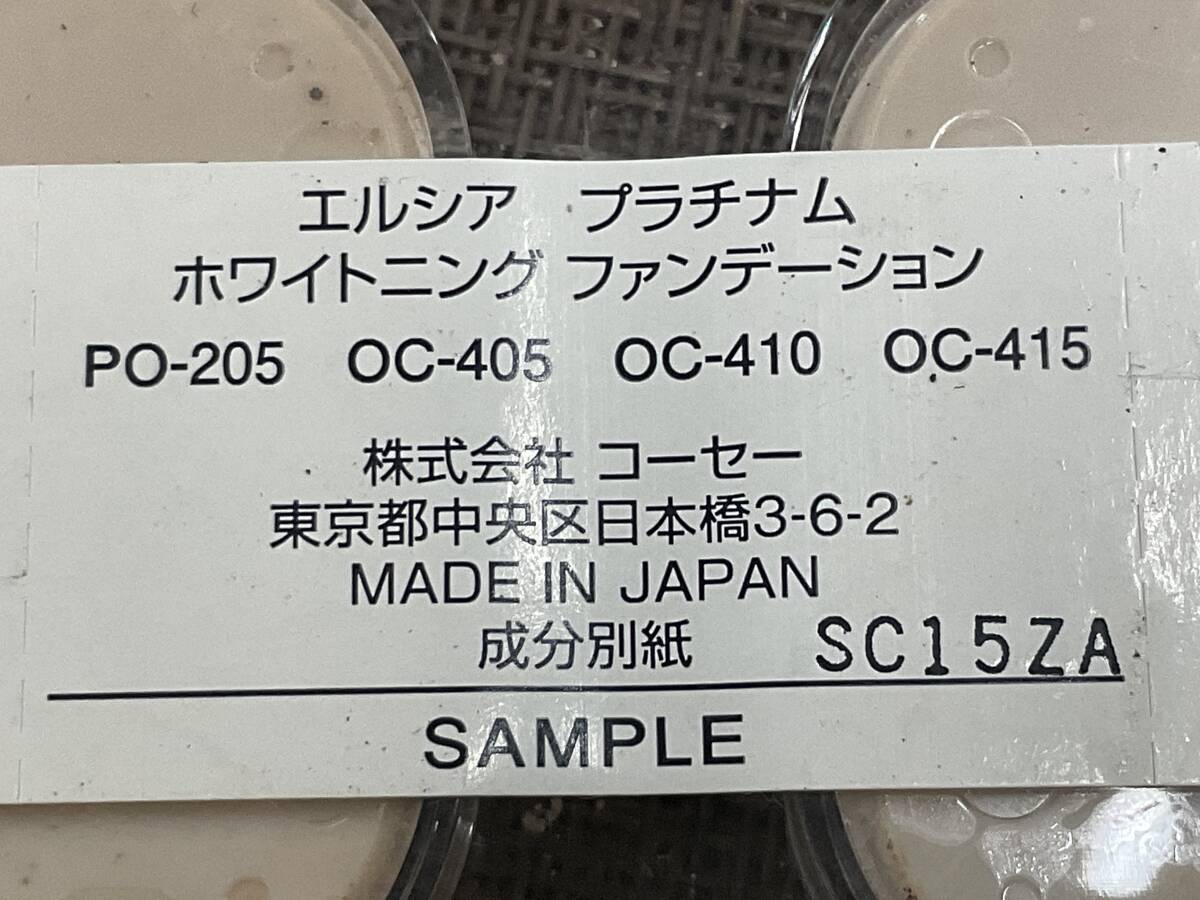 エルシア　プラチナム
ホワイトニング ファンデーション
PO-205　OC-405　OC-410　OC-415
株式会社 コーセー
東京都中央区日本橋3-6-2
MADE IN JAPAN
成分別紙　SC15ZA
SAMPLE